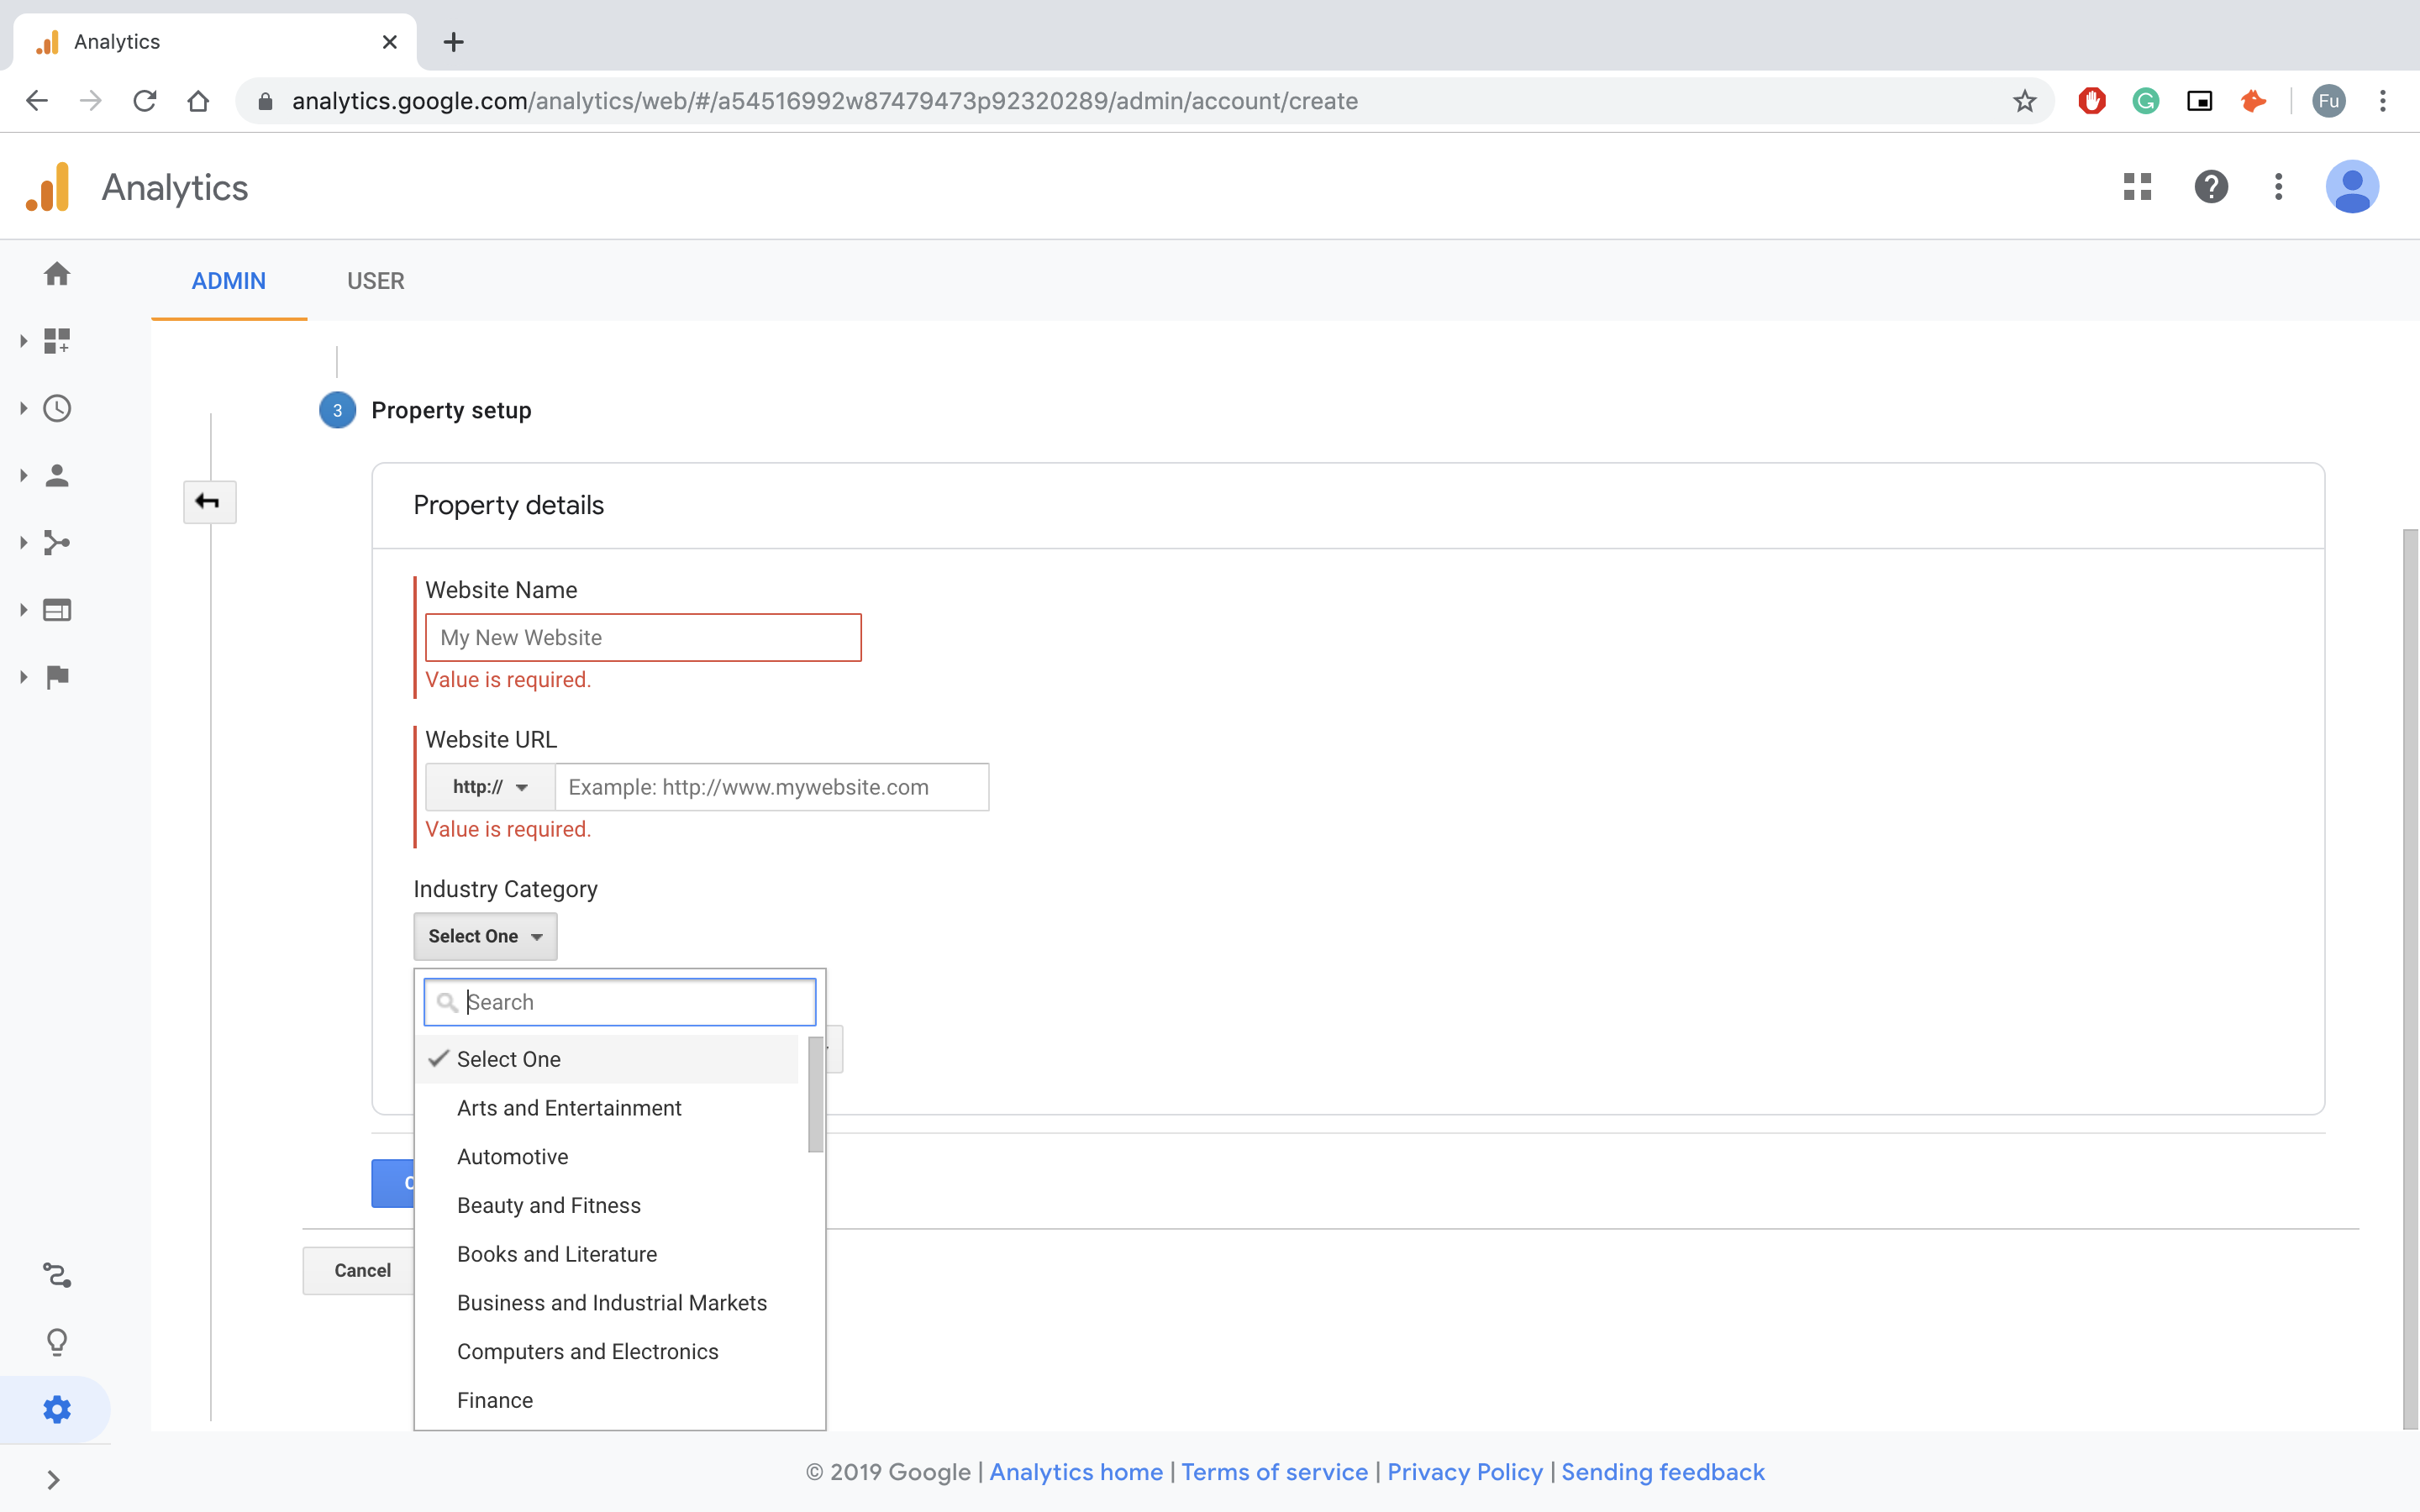 Analytics
analytics.google.com/analytics/web/#/a54516992w87479473p92320289/admin/account/create
Fu
Analytics
ADMIN
USER
3
Property setup
Property details
Website Name
My New Website
Value is required.
Website URL
http://
Example: http://www.mywebsite.com
Value is required.
Industry Category
Select One
Search
Select One
Arts and Entertainment
Automotive
Beauty and Fitness
Books and Literature
Business and Industrial Markets
Computers and Electronics
Finance
Cancel
© 2019 Google | Analytics home | Terms of service | Privacy Policy | Sending feedback